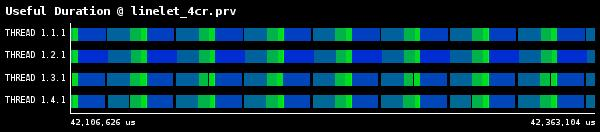 Useful Duration @ linelet_4cr.prv
THREAD 1.1.1
THREAD 1.2.1
THREAD 1.3.1
THREAD 1.4.1
42,106,626 us
42,363,104 us